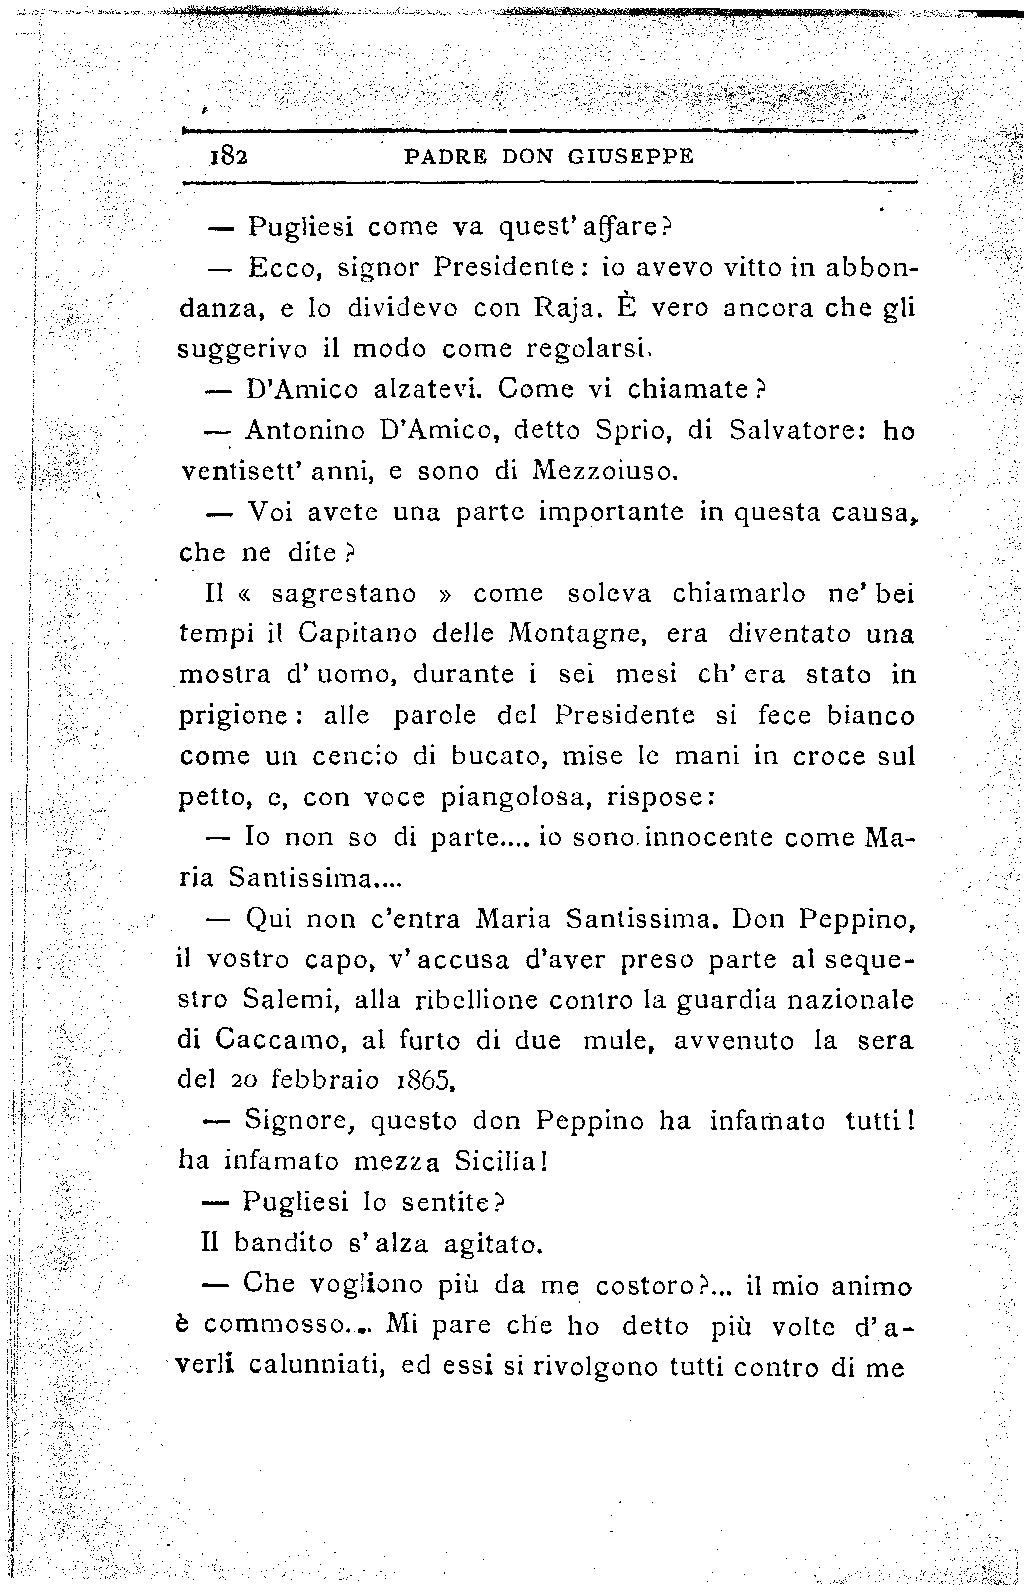 182 PADRE DON GIUSEPPE
— Pugliesi come va quest' affare?
— Ecco, signor Presidente: io avevo vitto in abbon-
danza, e lo dividevo con Raja. È vero ancora che gli
suggerivo il modo come regolarsi.
— D'Amico alzatevi. Come vi chiamate?
— Antonino D'Amico, detto Sprio, di Salvatore: ho
ventisett' anni, e sono di Mezzoiuso.
— Voi avete una parte importante in questa causa,
che ne dite?
Il « sagrestano » come soleva chiamarlo ne' bei
tempi il Capitano delle Montagne, era diventato una
mostra d' uomo, durante i sei mesi ch' era stato in
prigione: alle parole del Presidente si fece bianco
come un cencio di bucato, mise le mani in croce sul
petto, e, con voce piangolosa, rispose:
— Io non so di parte.... io sono innocente come Ma-
ria Santissima....
— Qui non c'entra Maria Santissima. Don Peppino,
il vostro capo, v' accusa d'aver preso parte al seque-
stro Salemi, alla ribellione contro la guardia nazionale
di Caccamo, al furto di due mule, avvenuto la sera
del 20 febbraio 1865.
— Signore, questo don Peppino ha infamato tutti!
ha infamato mezza Sicilia!
— Pugliesi lo sentite?
Il bandito s' alza agitato.
— Che vogliono più da me costoro?... il mio animo
è commosso... Mi pare che ho detto più volte d' a-
verli calunniati, ed essi si rivolgono tutti contro di me